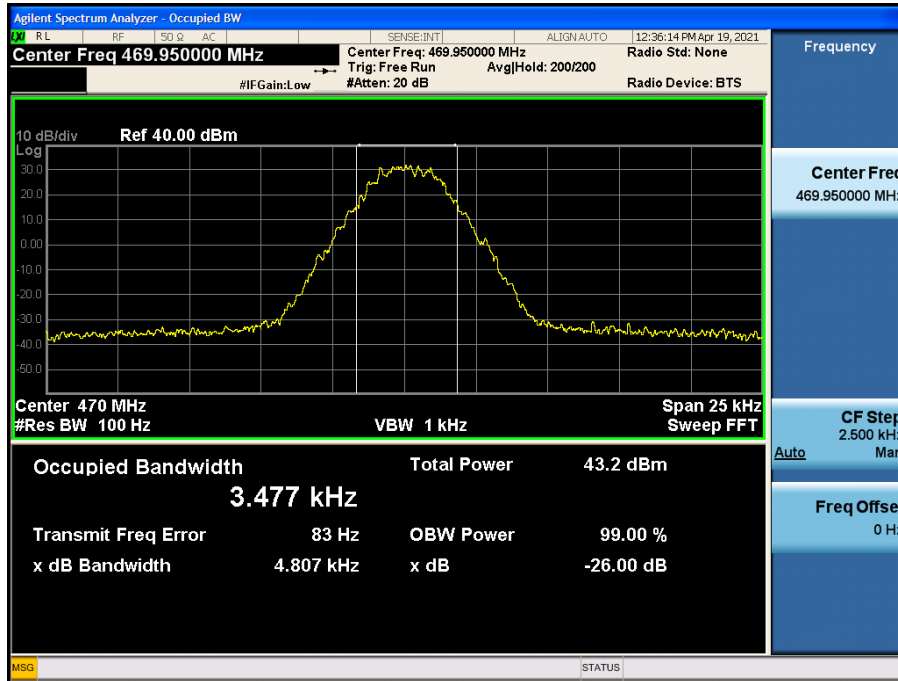 Agilent Spectrum Analyzer - Occupied BW
LXI RL RF 50 Ω AC SENSE:INT ALIGN AUTO 12:36:14 PM Apr 19, 2021
Center Freq 469.950000 MHz Center Freq: 469.950000 MHz Radio Std: None
Trig: Free Run Avg|Hold: 200/200
#IFGain:Low #Atten: 20 dB Radio Device: BTS
10 dB/div Ref 40.00 dBm
Log
30.0
20.0
10.0
0.00
-10.0
-20.0
-30.0
-40.0
-50.0
Center 470 MHz Span 25 kHz
#Res BW 100 Hz VBW 1 kHz Sweep FFT
Occupied Bandwidth Total Power 43.2 dBm
3.477 kHz
Transmit Freq Error 83 Hz OBW Power 99.00 %
x dB Bandwidth 4.807 kHz x dB -26.00 dB
MSG STATUS
Frequency
Center Freq
469.950000 MHz
CF Step
2.500 kHz
Auto Man
Freq Offset
0 Hz